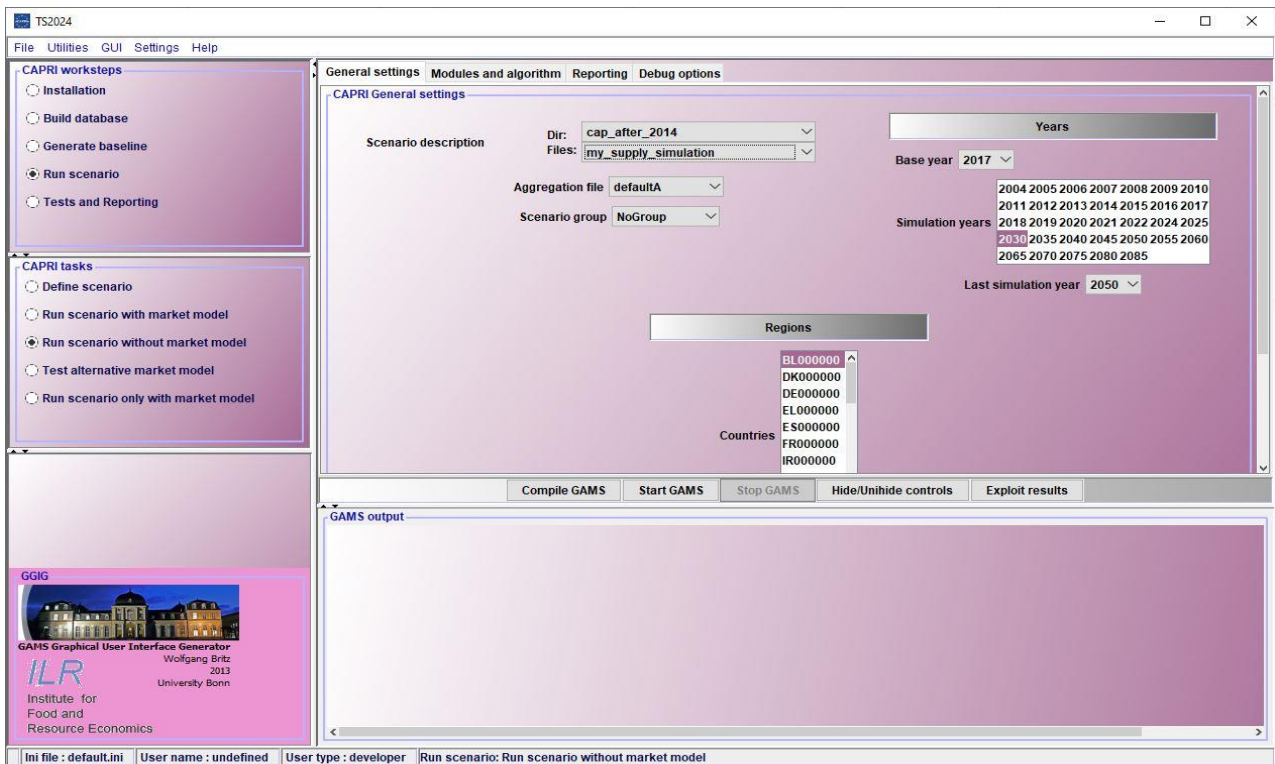 TS2024
File Utilities GUI Settings Help
CAPRI worksteps
Installation
Build database
Generate baseline
Run scenario
Tests and Reporting
CAPRI tasks
Define scenario
Run scenario with market model
Run scenario without market model
Test alternative market model
Run scenario only with market model
GGIG
GAMS Graphical User Interface Generator
Wolfgang Britz
2013
University Bonn
ILR
Institute for
Food and
Resource Economics
General settings Modules and algorithm Reporting Debug options
CAPRI General settings
Scenario description
Dir: cap_after_2014
Files: my_supply_simulation
Aggregation file defaultA
Scenario group NoGroup
Years
Base year 2017
Simulation years
2004 2005 2006 2007 2008 2009 2010
2011 2012 2013 2014 2015 2016 2017
2018 2019 2020 2021 2022 2024 2025
2030 2035 2040 2045 2050 2055 2060
2065 2070 2075 2080 2085
Last simulation year 2050
Regions
Countries
BL000000
DK000000
DE000000
EL000000
ES000000
FR000000
IR000000
Compile GAMS Start GAMS Stop GAMS Hide/Unihide controls Exploit results
GAMS output
Ini file : default.ini User name : undefined User type : developer Run scenario: Run scenario without market model